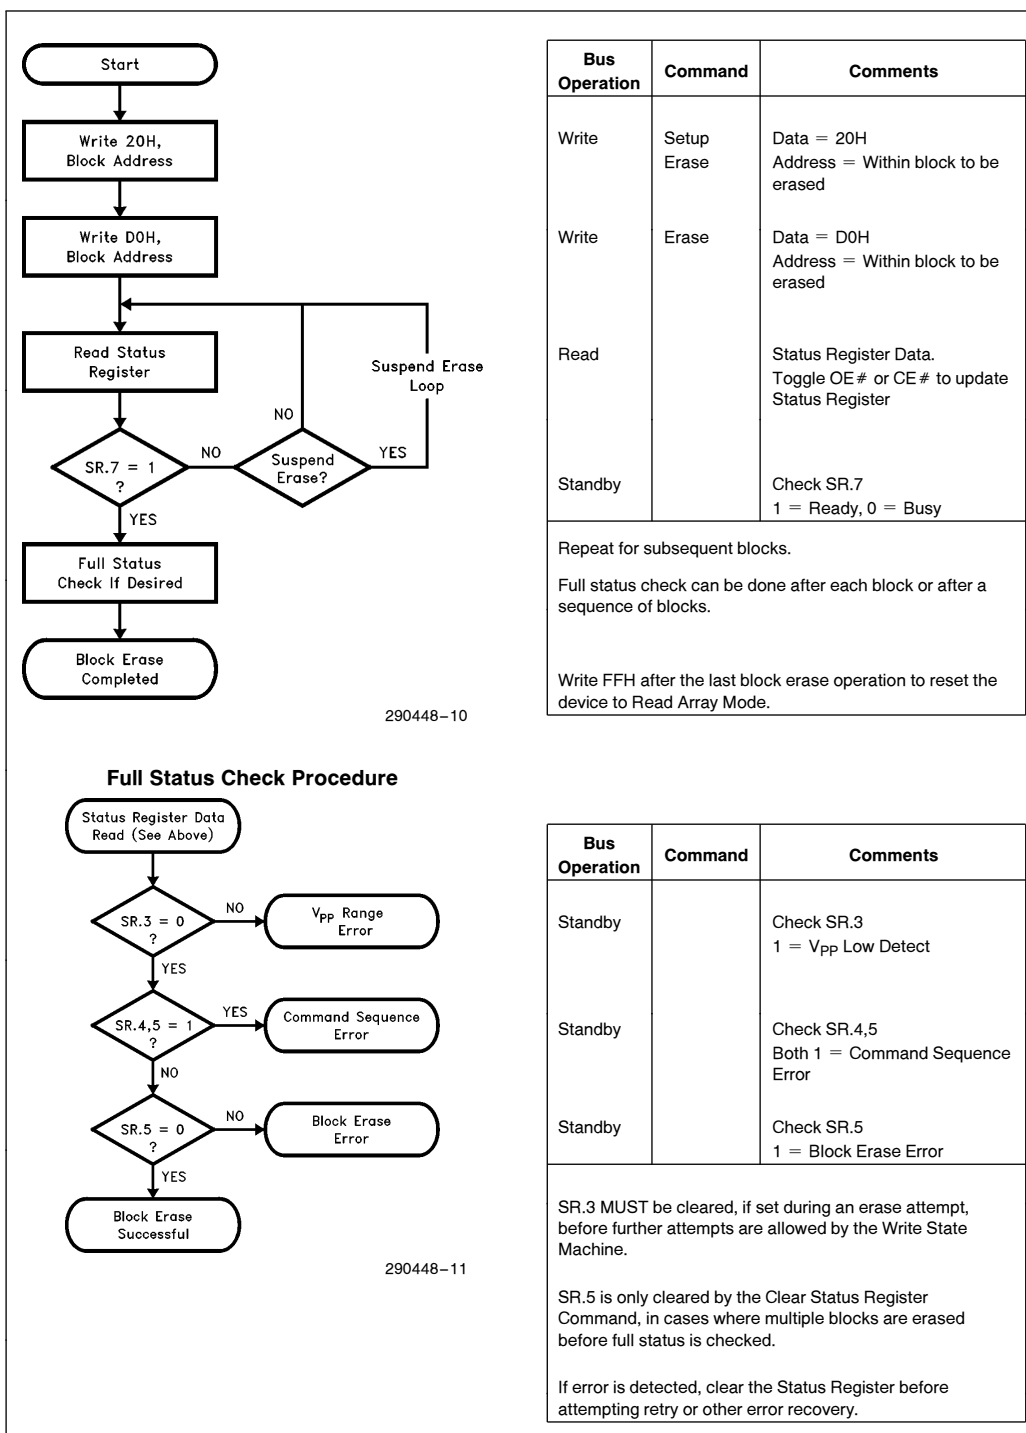 Start
Write 20H,
Block Address
Write D0H,
Block Address
Read Status
Register
Suspend Erase
Loop
NO
SR.7 = 1
?
NO
Suspend
Erase?
YES
YES
Full Status
Check If Desired
Block Erase
Completed
290448–10
Bus
Operation
Command
Comments
Write
Setup
Erase
Data = 20H
Address = Within block to be
erased
Write
Erase
Data = D0H
Address = Within block to be
erased
Read
Status Register Data.
Toggle OE# or CE# to update
Status Register
Standby
Check SR.7
1 = Ready, 0 = Busy
Repeat for subsequent blocks.
Full status check can be done after each block or after a
sequence of blocks.
Write FFH after the last block erase operation to reset the
device to Read Array Mode.
Full Status Check Procedure
Status Register Data
Read (See Above)
SR.3 = 0
?
NO
VPP Range
Error
YES
SR.4,5 = 1
?
YES
Command Sequence
Error
NO
SR.5 = 0
?
NO
Block Erase
Error
YES
Block Erase
Successful
290448–11
Bus
Operation
Command
Comments
Standby
Check SR.3
1 = VPP Low Detect
Standby
Check SR.4,5
Both 1 = Command Sequence
Error
Standby
Check SR.5
1 = Block Erase Error
SR.3 MUST be cleared, if set during an erase attempt,
before further attempts are allowed by the Write State
Machine.
SR.5 is only cleared by the Clear Status Register
Command, in cases where multiple blocks are erased
before full status is checked.
If error is detected, clear the Status Register before
attempting retry or other error recovery.